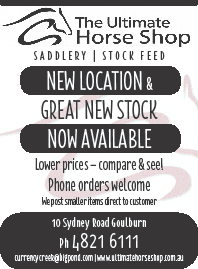 The Ultimate
Horse Shop
SADDLERY | STOCK FEED
NEW LOCATION &
GREAT NEW STOCK
NOW AVAILABLE
Lower prices – compare & see!
Phone orders welcome
We post smaller items direct to customer
10 Sydney Road Goulburn
Ph 4821 6111
currencycreek@bigpond.com | www.ultimatehorseshop.com.au